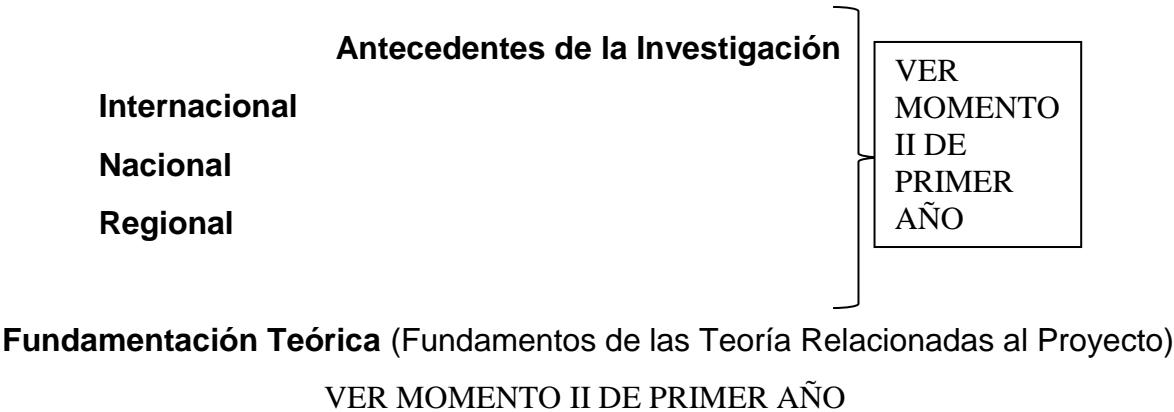 Antecedentes de la Investigación
Internacional
Nacional
Regional
VER
MOMENTO
II DE
PRIMER
AÑO
Fundamentación Teórica (Fundamentos de las Teoría Relacionadas al Proyecto)
VER MOMENTO II DE PRIMER AÑO